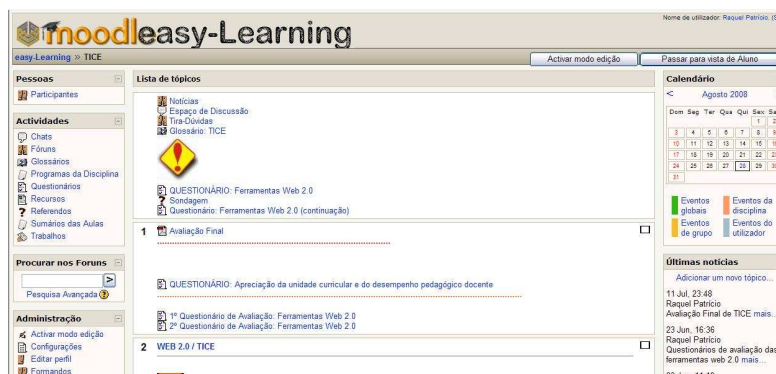 Nome de utilizador: Raquel Patrício. (S
moodleasy-Learning
easy-Learning » TICE
Activar modo edição
Passar para vista de Aluno
Pessoas
Participantes
Actividades
Chats
Fóruns
Glossários
Programas da Disciplina
Questionários
Recursos
Referendos
Sumários das Aulas
Trabalhos
Procurar nos Foruns
>
Pesquisa Avançada ?
Administração
Activar modo edição
Configurações
Editar perfil
Formandos
Lista de tópicos
Notícias
Espaço de Discussão
Tira-Dúvidas
Glossário: TICE
QUESTIONÁRIO: Ferramentas Web 2.0
Sondagem
Questionário: Ferramentas Web 2.0 (continuação)
1 Avaliação Final
QUESTIONÁRIO: Apreciação da unidade curricular e do desempenho pedagógico docente
1º Questionário de Avaliação: Ferramentas Web 2.0
2º Questionário de Avaliação: Ferramentas Web 2.0
2 WEB 2.0 / TICE
Calendário
< Agosto 2008
Dom Seg Ter Qua Qui Sex Sa
1 2
3 4 5 6 7 8 9
10 11 12 13 14 15
17 18 19 20 21 22
24 25 26 27 28 29
31
Eventos globais
Eventos da disciplina
Eventos de grupo
Eventos do utilizador
Últimas notícias
Adicionar um novo tópico...
11 Jul, 23:48
Raquel Patrício
Avaliação Final de TICE mais...
23 Jun, 16:36
Raquel Patrício
Questionários de avaliação das
ferramentas web 2.0 mais...